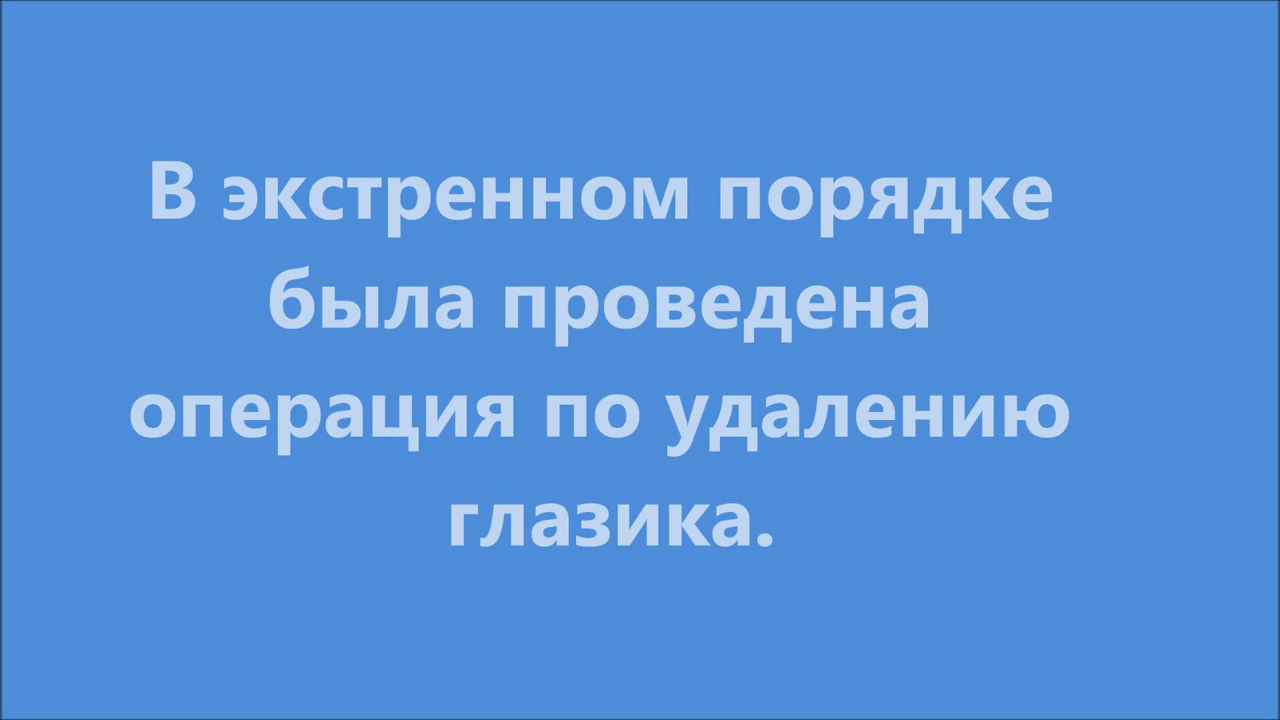 В экстренном порядке
была проведена
операция по удалению
глазика.